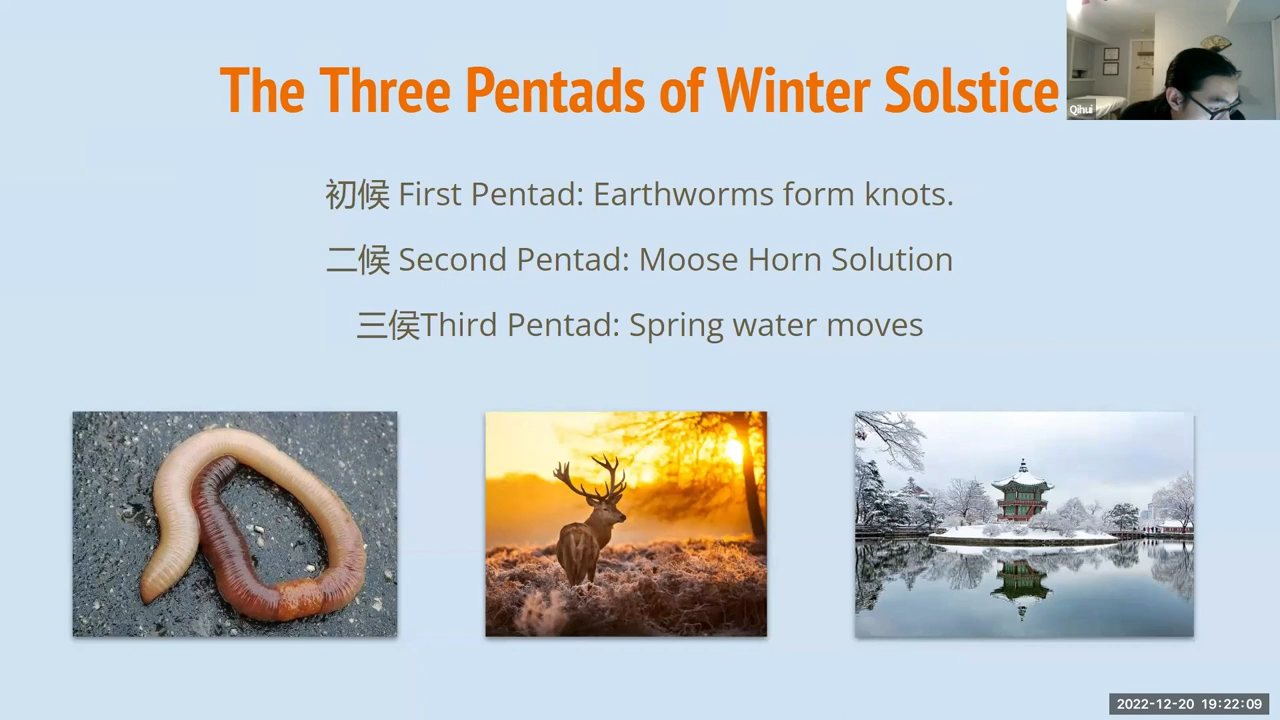 The Three Pentads of Winter Solstice
Qihui
初候 First Pentad: Earthworms form knots.
二候 Second Pentad: Moose Horn Solution
三侯Third Pentad: Spring water moves
2022-12-20 19:22:09